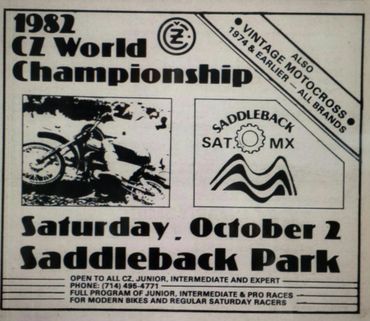 1982
CZ World
Championship
CZ
ALSO
• VINTAGE MOTOCROSS •
1974 & EARLIER — ALL BRANDS
SADDLEBACK
SAT. MX
Saturday, October 2
Saddleback Park
OPEN TO ALL CZ, JUNIOR, INTERMEDIATE AND EXPERT
PHONE: (714) 495-4771
FULL PROGRAM OF JUNIOR, INTERMEDIATE & PRO RACES
FOR MODERN BIKES AND REGULAR SATURDAY RACERS